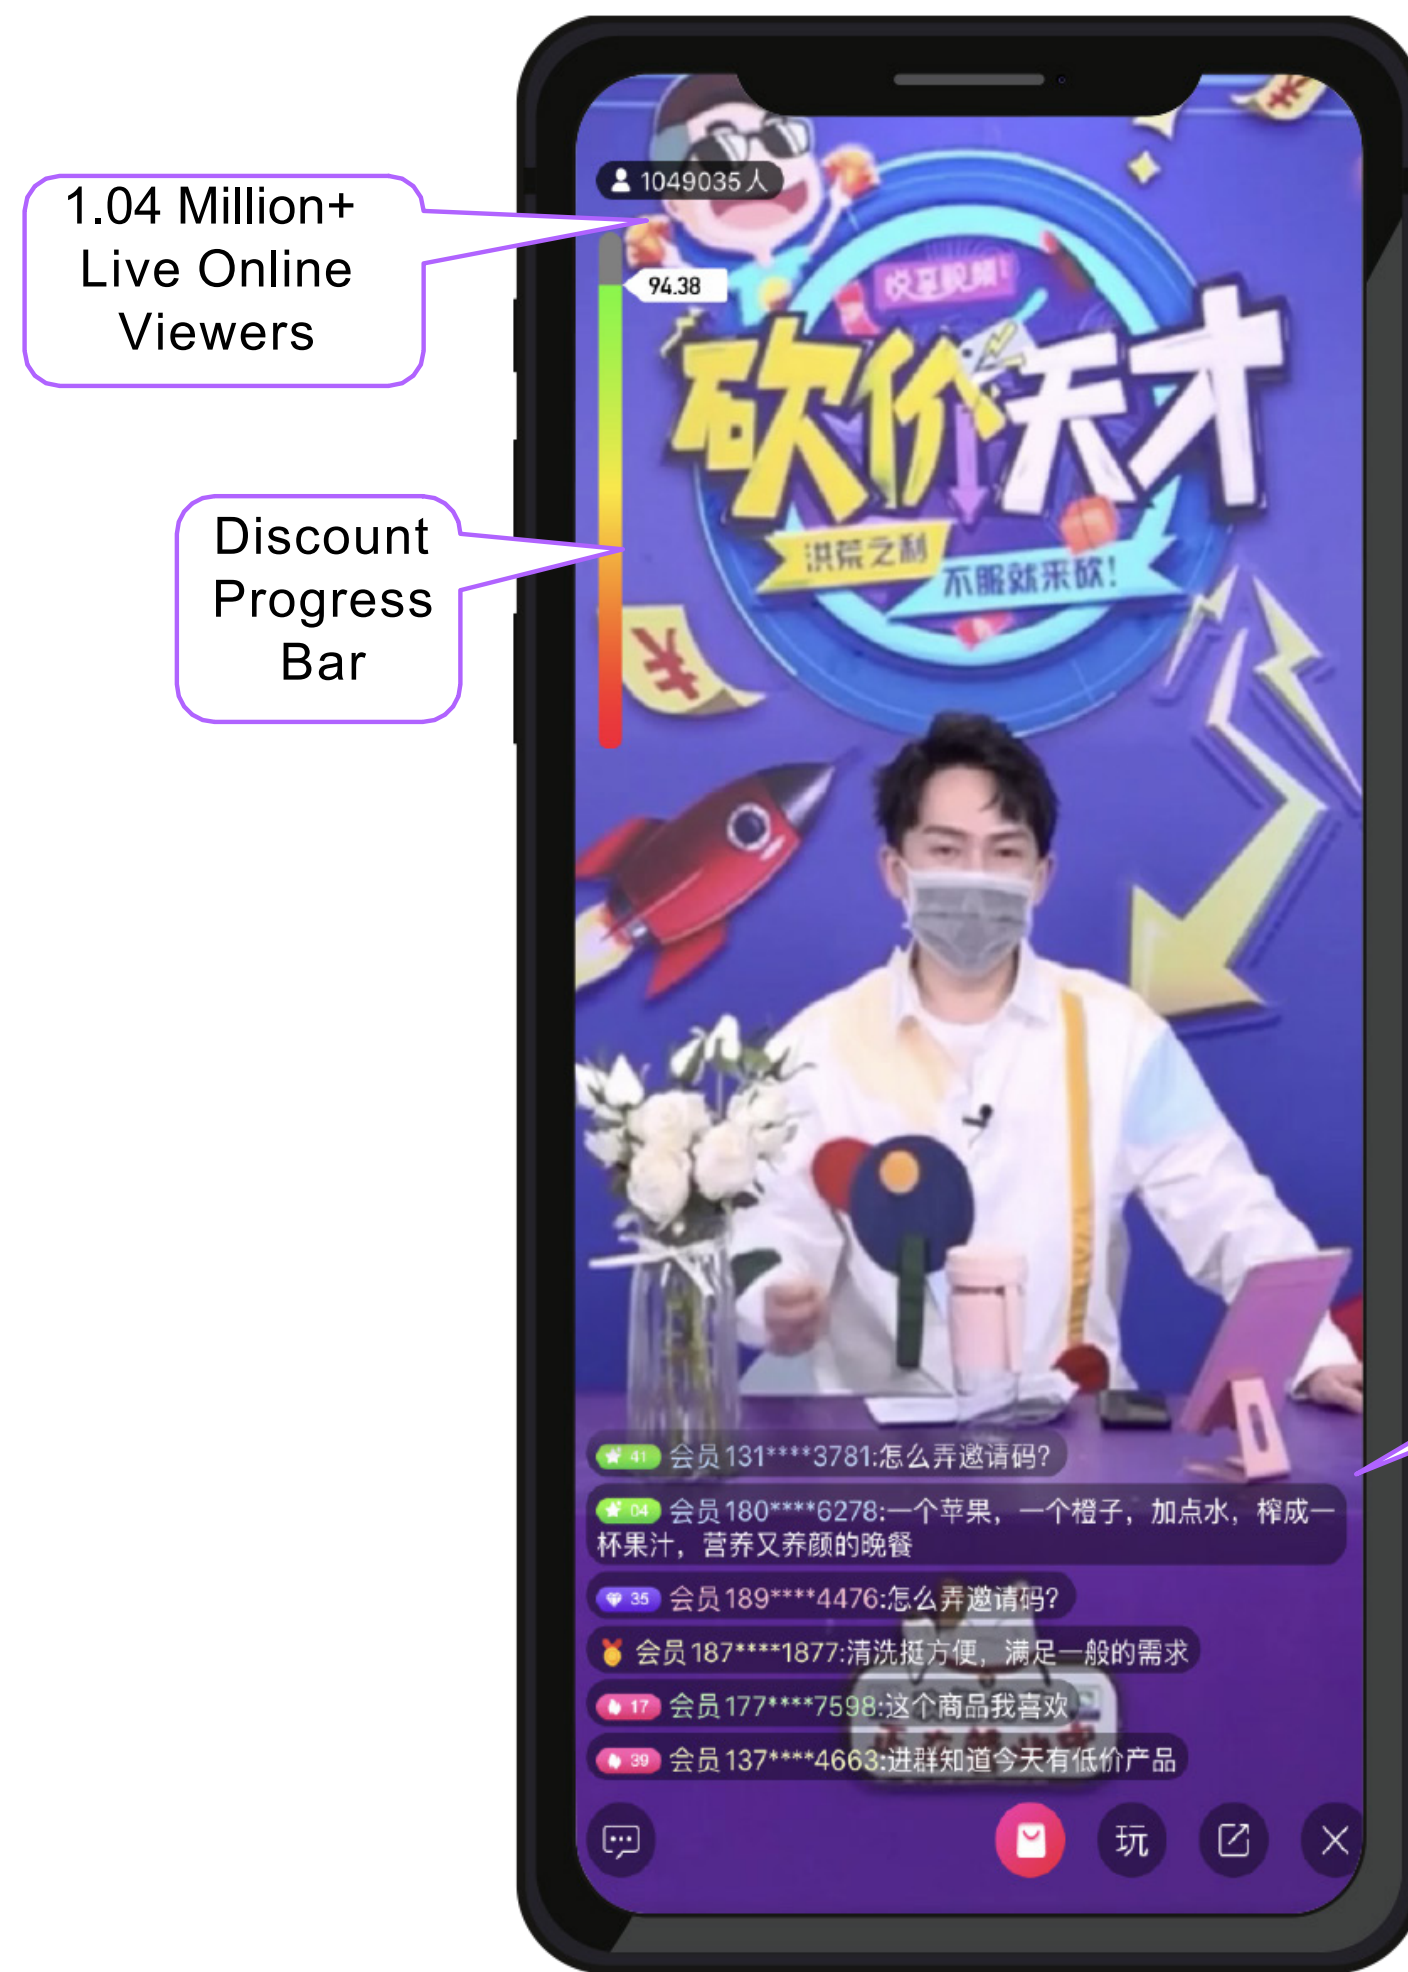 1.04 Million+
Live Online
Viewers
1049035人
94.38
悦享视频!
砍价天才
洪荒之利
不服就来砍!
Discount
Progress
Bar
¥
41 会员131****3781:怎么弄邀请码?
04 会员180****6278:一个苹果，一个橙子，加点水，榨成一
杯果汁，营养又养颜的晚餐
35 会员189****4476:怎么弄邀请码?
会员187****1877:清洗挺方便，满足一般的需求
17 会员177****7598:这个商品我喜欢
39 会员137****4663:进群知道今天有低价产品
玩